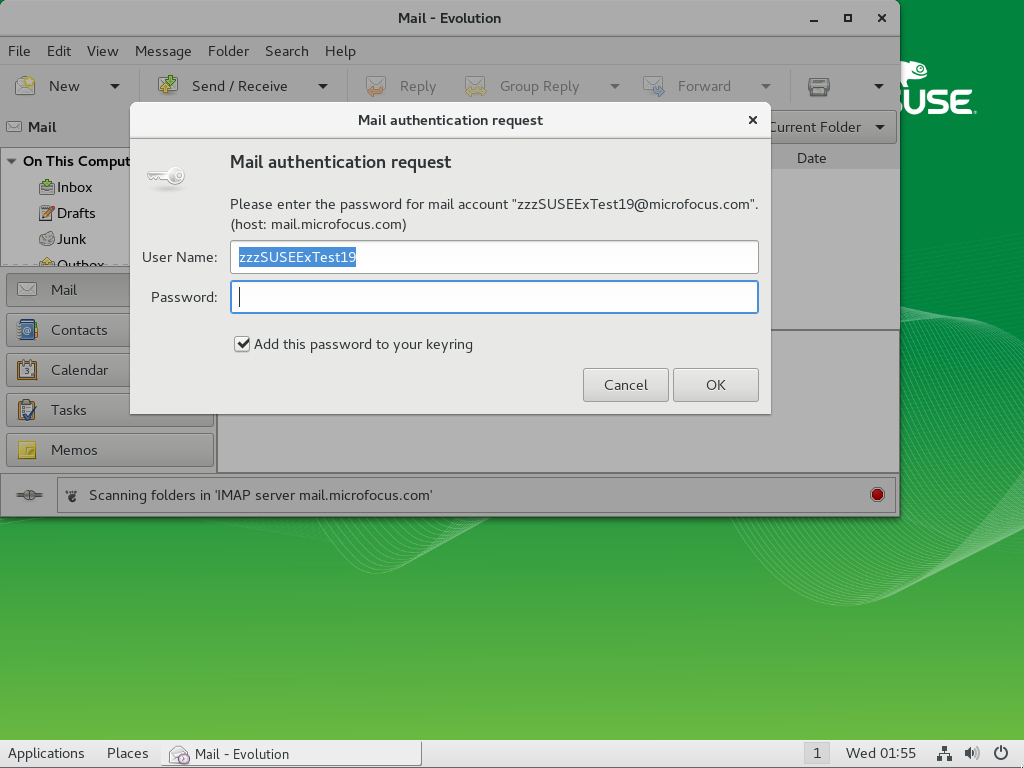 Mail - Evolution
File Edit View Message Folder Search Help
New Send / Receive Reply Group Reply Forward
USE
Mail
Current Folder
On This Comput
Date
Inbox
Drafts
Junk
Outbox
Mail
Contacts
Calendar
3
Tasks
Memos
Mail authentication request
Mail authentication request
Please enter the password for mail account "zzzSUSEExTest19@microfocus.com".
(host: mail.microfocus.com)
User Name: zzzSUSEExTest19
Password:
Add this password to your keyring
Cancel OK
Scanning folders in 'IMAP server mail.microfocus.com'
Applications Places Mail - Evolution 1 Wed 01:55